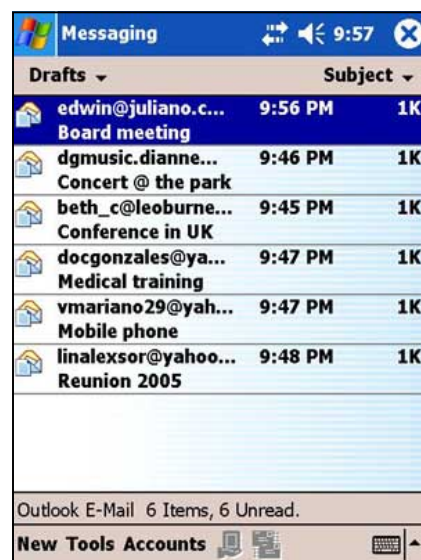 Messaging 9:57
Drafts Subject
edwin@juliano.c... 9:56 PM 1K
Board meeting
dgmusic.dianne... 9:46 PM 1K
Concert @ the park
beth_c@leoburne... 9:45 PM 1K
Conference in UK
docgonzales@ya... 9:47 PM 1K
Medical training
vmariano29@yah... 9:47 PM 1K
Mobile phone
linalexsor@yahoo... 9:48 PM 1K
Reunion 2005
Outlook E-Mail 6 Items, 6 Unread.
New Tools Accounts